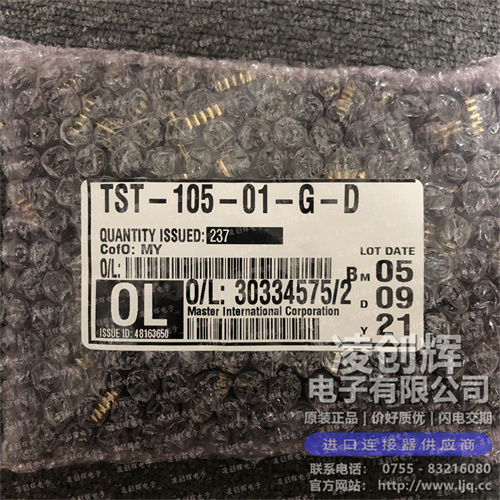 TST-105-01-G-D
QUANTITY ISSUED: 237
CofO: MY
LOT DATE
O/L:
B M 05
OL O/L: 30334575/2
D 09
Master International Corporation
ISSUE ID: 48163650
Y 21
凌创辉
电子有限公司
原装正品 | 价好质优 | 闪电交期
进口连接器供应商
联系电话: 0755 - 83216080
官方网站: www.ljq.cc